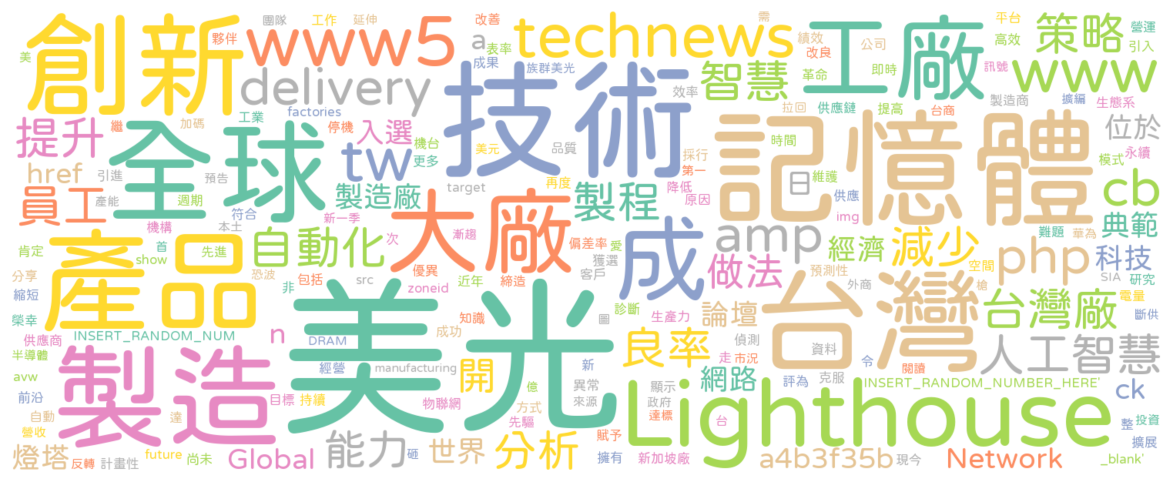 美
夥伴
團隊
工作
延伸
改善
需
平台
營運
創新
www5
a
表率
technews
績效
公司
工廠
高效
策略
引入
成果
族群美光
改良
即時
訊號
www
delivery
技術
效率
智慧
革命
製造商
擴編
生態系
factories
工業
拉回
供應鏈
提高
台商
提升
繼
加碼
停機
入選
機台
美元
品質
時間
記憶體
位於
全球
tw
更多
採行
第一
模式
永續
href
引進
預告
製造廠
target
再度
製程
降低
原因
日
維護
供應
img
cb
員工
產能
週期
符合
本土
新一季
大廠
成
amp
經濟
減少
難題
華為
典範
機構
肯定
首
show
先進
自動化
次
漸趨
偏差率
愛
獲選
客戶
做法
預測性
外商
空間
php
科技
產品
恐波
非
包括
src
優異
zoneid
近年
締造
SIA
研究
分享
縮短
美光
知識
圖
診斷
生產力
論壇
台灣
槍
台灣廠
電量
斷供
榮幸
供應商
INSERT_RANDOM_NUM
n
DRAM
成功
偵測
資料
人工智慧
半導體
avw
製造
經營
manufacturing
開
新
良率
走
市況
令
閱讀
前沿
目標
持續
物聯網
億
異常
來源
顯示
政府
連標
網路
評為
克服
INSERT_RANDOM_NUMBER_HERE'
ck
自動
達
營收
先驅
方式
賦予
台
Lighthouse
整
投資
擴展
燈塔
反轉
計畫性
future
尚未
Global
能力
砸
世界
分析
擁有
新加坡廠
a4b3f35b
現今
Network
_blank'